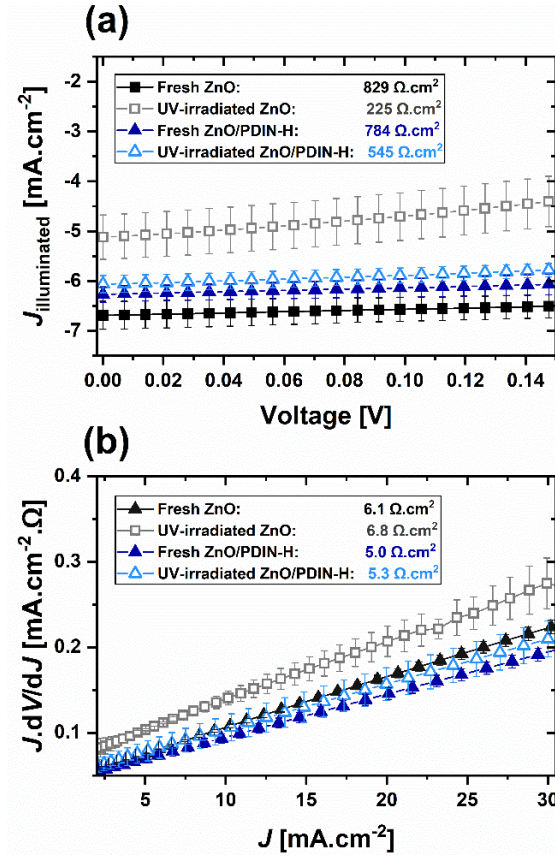 (a)
Fresh ZnO: 829 Ω.cm²
UV-irradiated ZnO: 225 Ω.cm²
Fresh ZnO/PDIN-H: 784 Ω.cm²
UV-irradiated ZnO/PDIN-H: 545 Ω.cm²
-2
-3
-4
-5
-6
-7
J_illuminated [mA.cm⁻²]
0.00 0.02 0.04 0.06 0.08 0.10 0.12 0.14
Voltage [V]
(b)
Fresh ZnO: 6.1 Ω.cm²
UV-irradiated ZnO: 6.8 Ω.cm²
Fresh ZnO/PDIN-H: 5.0 Ω.cm²
UV-irradiated ZnO/PDIN-H: 5.3 Ω.cm²
0.4
0.3
0.2
0.1
J.dV/dJ [mA.cm⁻².Ω]
5 10 15 20 25 30
J [mA.cm⁻²]